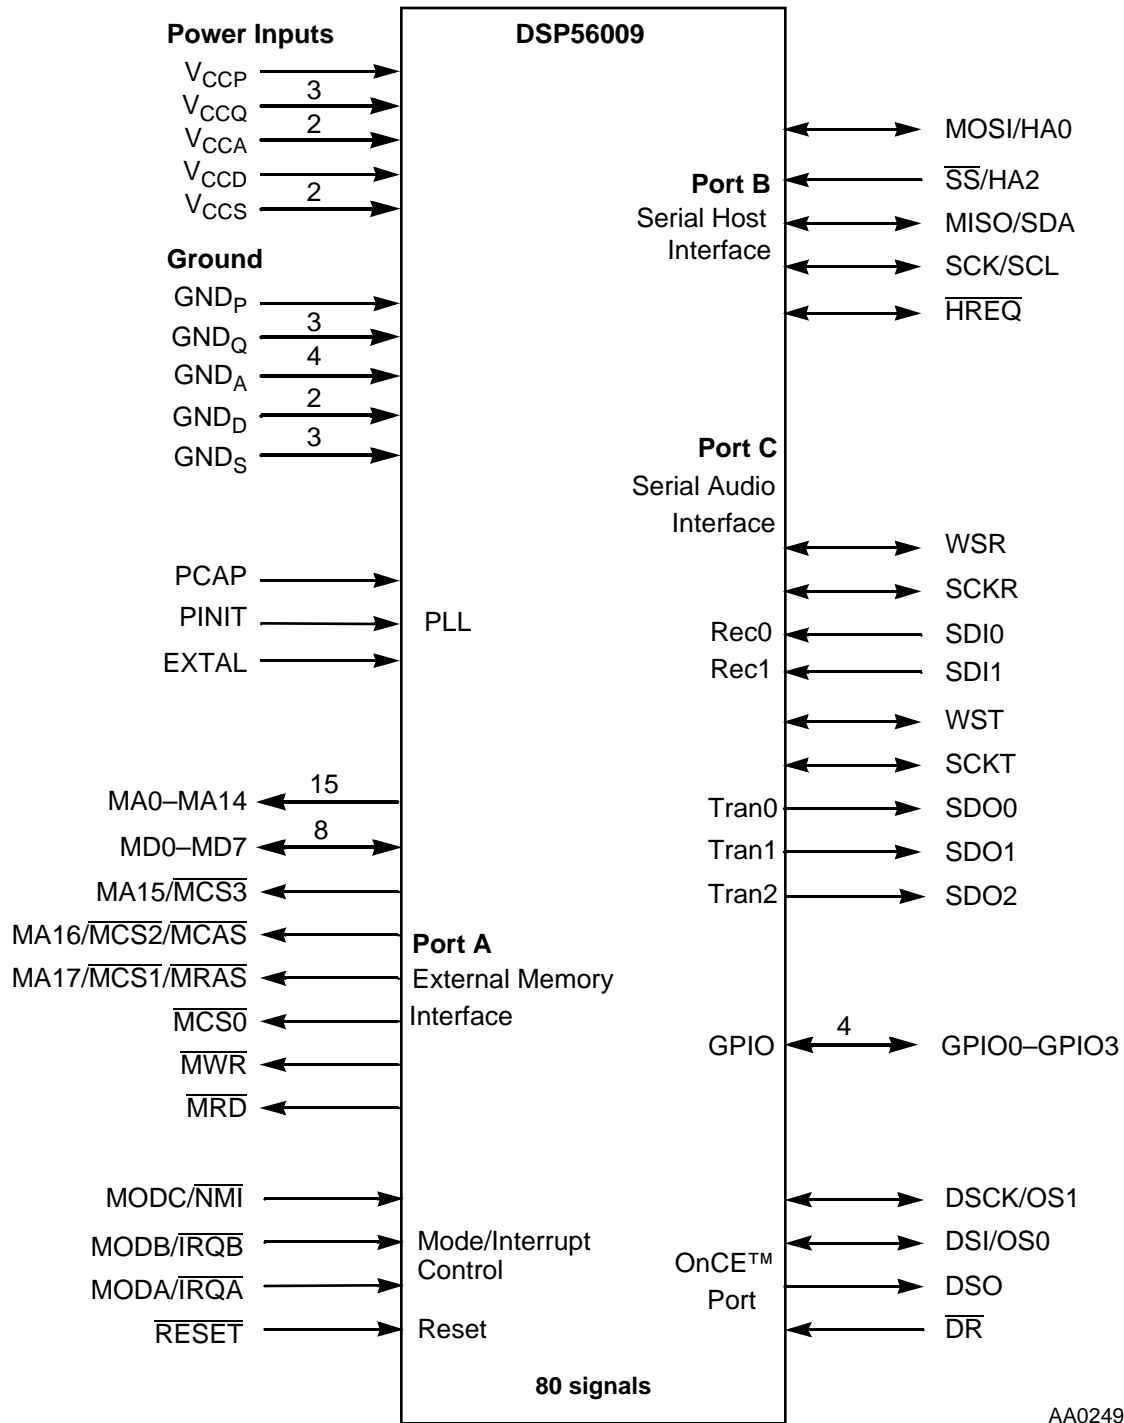 DSP56009
Power Inputs
VCCP
VCCQ 3
VCCA 2
VCCD
VCCS 2
Ground
GNDP
GNDQ 3
GNDA 4
GNDD 2
GNDS 3
PCAP
PINIT
EXTAL
PLL
MA0–MA14 15
MD0–MD7 8
MA15/MCS3
MA16/MCS2/MCAS
MA17/MCS1/MRAS
MCS0
MWR
MRD
Port A
External Memory
Interface
MODC/NMI
MODB/IRQB
MODA/IRQA
RESET
Mode/Interrupt
Control
Reset
Port B
Serial Host
Interface
MOSI/HA0
SS/HA2
MISO/SDA
SCK/SCL
HREQ
Port C
Serial Audio
Interface
WSR
SCKR
Rec0 SDI0
Rec1 SDI1
WST
SCKT
Tran0 SDO0
Tran1 SDO1
Tran2 SDO2
GPIO 4 GPIO0–GPIO3
OnCE™
Port
DSCK/OS1
DSI/OS0
DSO
DR
80 signals
AA0249